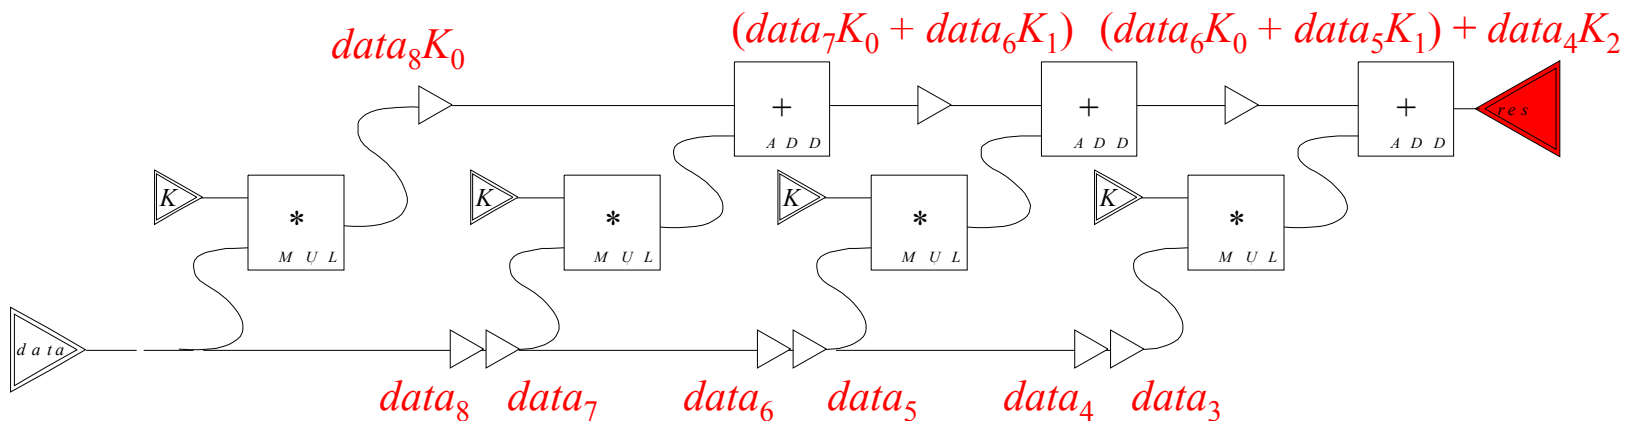 data₈K₀
(data₇K₀ + data₆K₁)
(data₆K₀ + data₅K₁) + data₄K₂
+
ADD
+
ADD
+
ADD
res
K
*
MUL
K
*
MUL
K
*
MUL
K
*
MUL
data
data₈
data₇
data₆
data₅
data₄
data₃